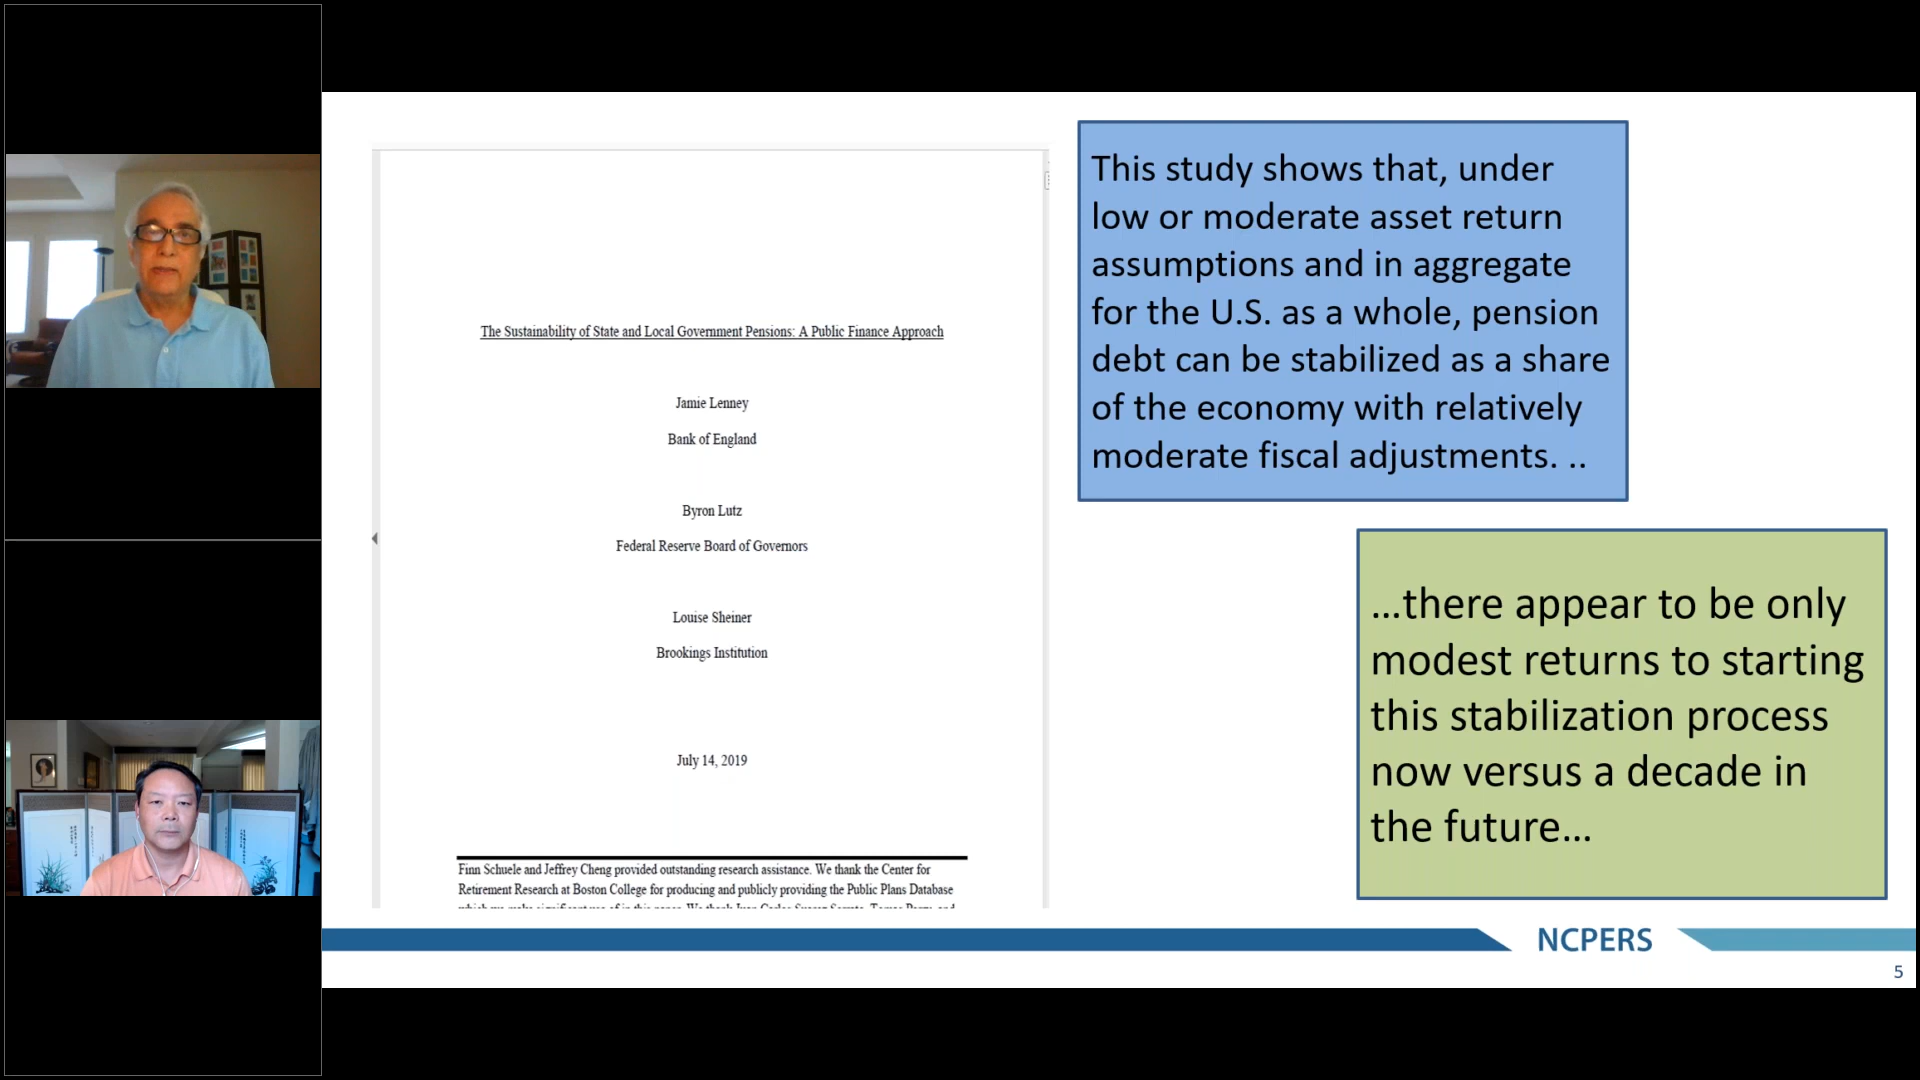 The Sustainability of State and Local Government Pensions: A Public Finance Approach
Jamie Lenney
Bank of England
Byron Lutz
Federal Reserve Board of Governors
Louise Sheiner
Brookings Institution
July 14, 2019
Finn Schuele and Jeffrey Cheng provided outstanding research assistance. We thank the Center for
Retirement Research at Boston College for producing and publicly providing the Public Plans Database
This study shows that, under
low or moderate asset return
assumptions and in aggregate
for the U.S. as a whole, pension
debt can be stabilized as a share
of the economy with relatively
moderate fiscal adjustments. ..
...there appear to be only
modest returns to starting
this stabilization process
now versus a decade in
the future...
NCPERS
5